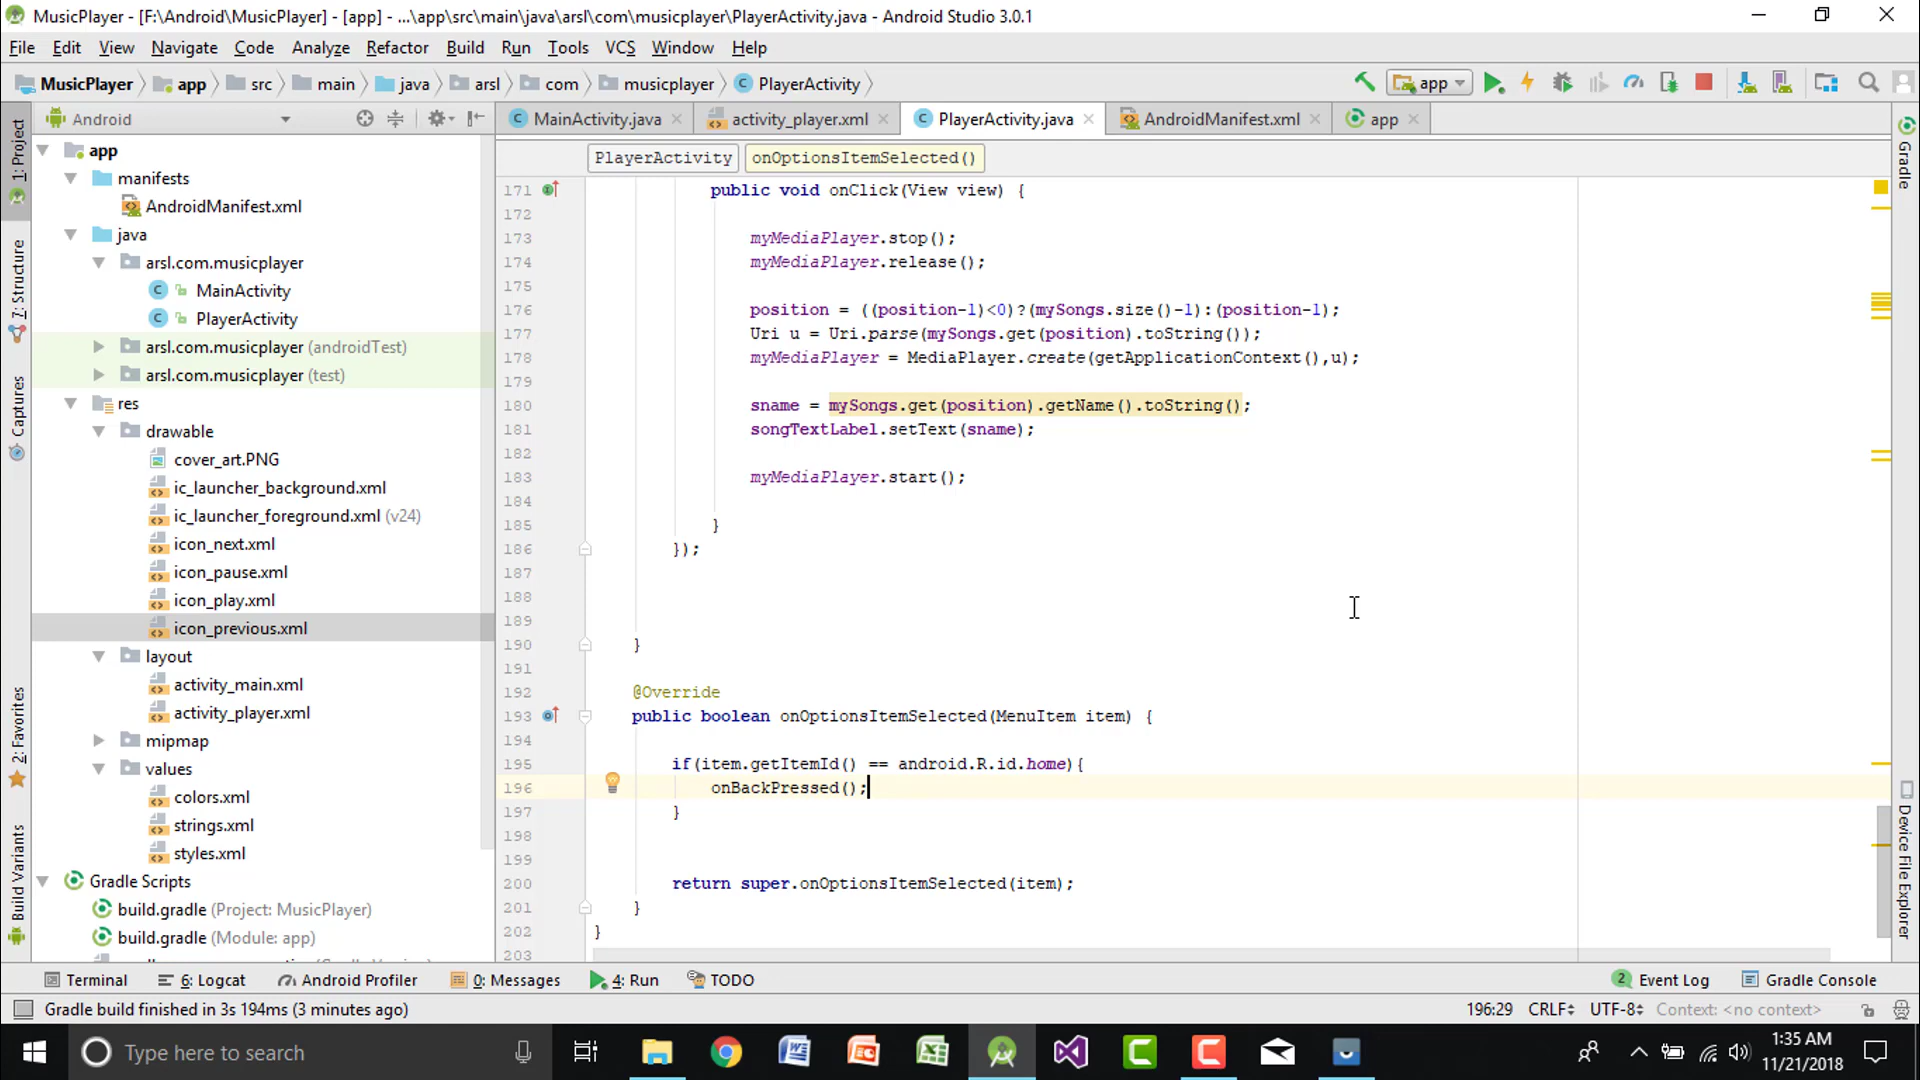 MusicPlayer - [F:\Android\MusicPlayer] - [app] - ...\app\src\main\java\arsl\com\musicplayer\PlayerActivity.java - Android Studio 3.0.1
File Edit View Navigate Code Analyze Refactor Build Run Tools VCS Window Help
MusicPlayer app src main java arsl com musicplayer PlayerActivity
app
Android
MainActivity.java activity_player.xml PlayerActivity.java AndroidManifest.xml app
PlayerActivity onOptionsItemSelected()
1: Project
7: Structure
Captures
2: Favorites
Build Variants
app
manifests
AndroidManifest.xml
java
arsl.com.musicplayer
MainActivity
PlayerActivity
arsl.com.musicplayer (androidTest)
arsl.com.musicplayer (test)
res
drawable
cover_art.PNG
ic_launcher_background.xml
ic_launcher_foreground.xml (v24)
icon_next.xml
icon_pause.xml
icon_play.xml
icon_previous.xml
layout
activity_main.xml
activity_player.xml
mipmap
values
colors.xml
strings.xml
styles.xml
Gradle Scripts
build.gradle (Project: MusicPlayer)
build.gradle (Module: app)
171 public void onClick(View view) {
172
173 myMediaPlayer.stop();
174 myMediaPlayer.release();
175
176 position = ((position-1)<0)?(mySongs.size()-1):(position-1);
177 Uri u = Uri.parse(mySongs.get(position).toString());
178 myMediaPlayer = MediaPlayer.create(getApplicationContext(),u);
179
180 sname = mySongs.get(position).getName().toString();
181 songTextLabel.setText(sname);
182
183 myMediaPlayer.start();
184
185 }
186 });
187
188
189
190 }
191
192 @Override
193 public boolean onOptionsItemSelected(MenuItem item) {
194
195 if(item.getItemId() == android.R.id.home){
196 onBackPressed();
197 }
198
199
200 return super.onOptionsItemSelected(item);
201 }
202 }
203
Gradle
Device File Explorer
Terminal 6: Logcat Android Profiler 0: Messages 4: Run TODO 2 Event Log Gradle Console
Gradle build finished in 3s 194ms (3 minutes ago) 196:29 CRLF UTF-8 Context: <no context>
Type here to search
1:35 AM
11/21/2018